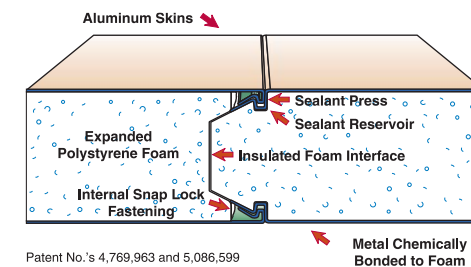 Aluminum Skins
Sealant Press
Sealant Reservoir
Expanded
Polystyrene Foam
Insulated Foam Interface
Internal Snap Lock
Fastening
Metal Chemically
Bonded to Foam
Patent No.'s 4,769,963 and 5,086,599